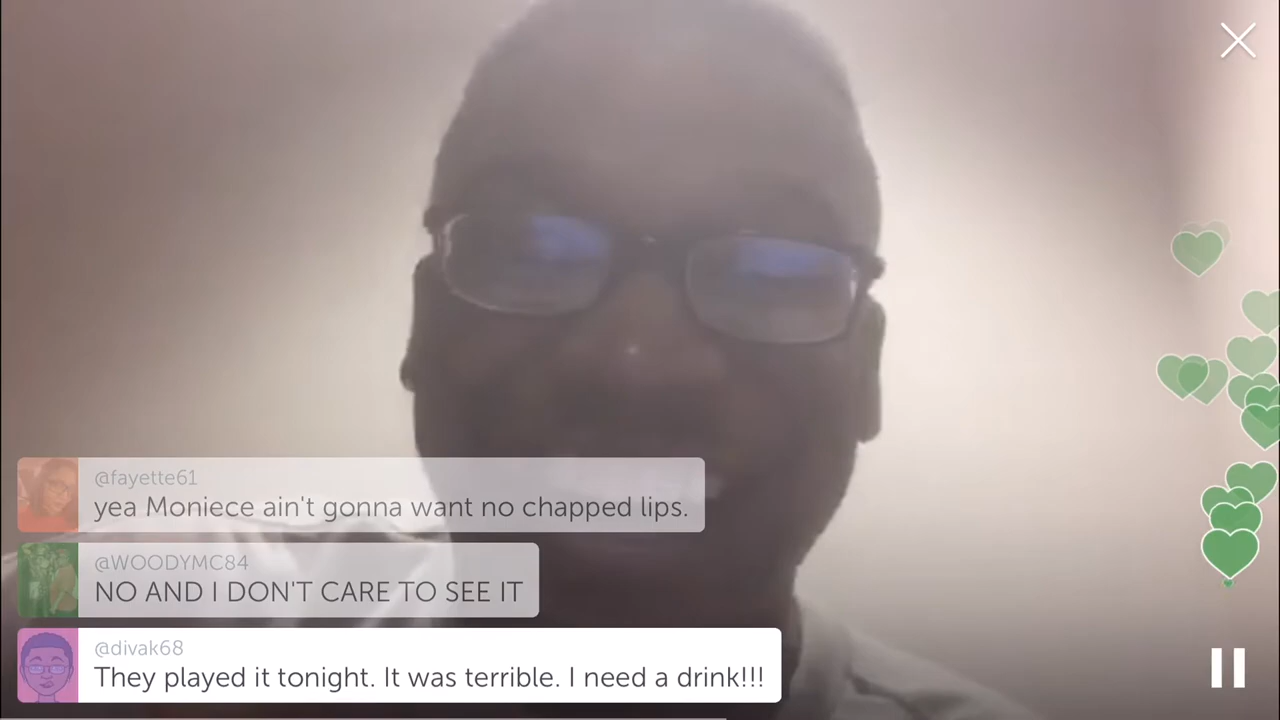 @fayette61
yea Moniece ain't gonna want no chapped lips.
@WOODYMC84
NO AND I DON'T CARE TO SEE IT
@divak68
They played it tonight. It was terrible. I need a drink!!!